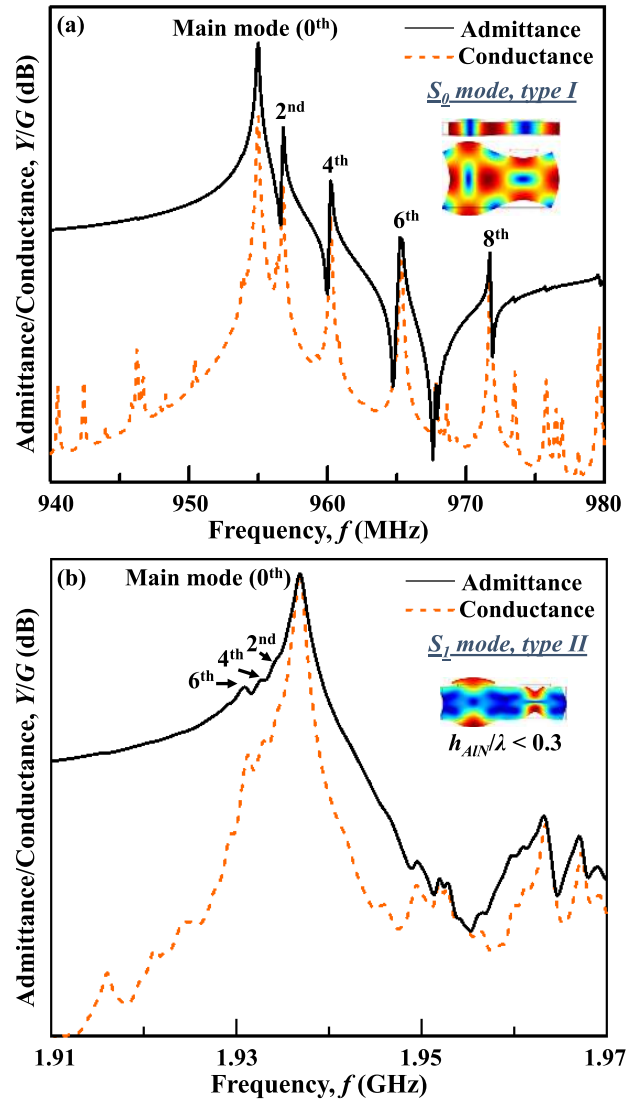 (a)
Main mode (0th)
Admittance
Conductance
S0 mode, type I
2nd
4th
6th
8th
Admittance/Conductance, Y/G (dB)
940 950 960 970 980
Frequency, f (MHz)
(b)
Main mode (0th)
Admittance
Conductance
S1 mode, type II
hAlN/λ < 0.3
2nd
4th
6th
Admittance/Conductance, Y/G (dB)
1.91 1.93 1.95 1.97
Frequency, f (GHz)